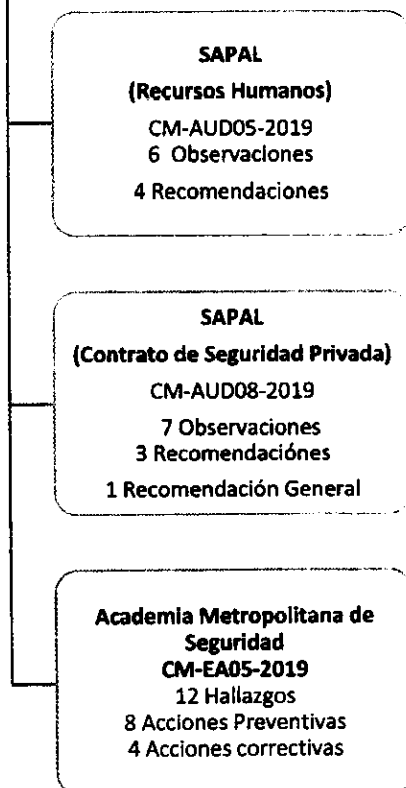 SAPAL
(Recursos Humanos)
CM-AUD05-2019
6 Observaciones
4 Recomendaciones
SAPAL
(Contrato de Seguridad Privada)
CM-AUD08-2019
7 Observaciones
3 Recomendaciónes
1 Recomendación General
Academia Metropolitana de
Seguridad
CM-EA05-2019
12 Hallazgos
8 Acciones Preventivas
4 Acciones correctivas